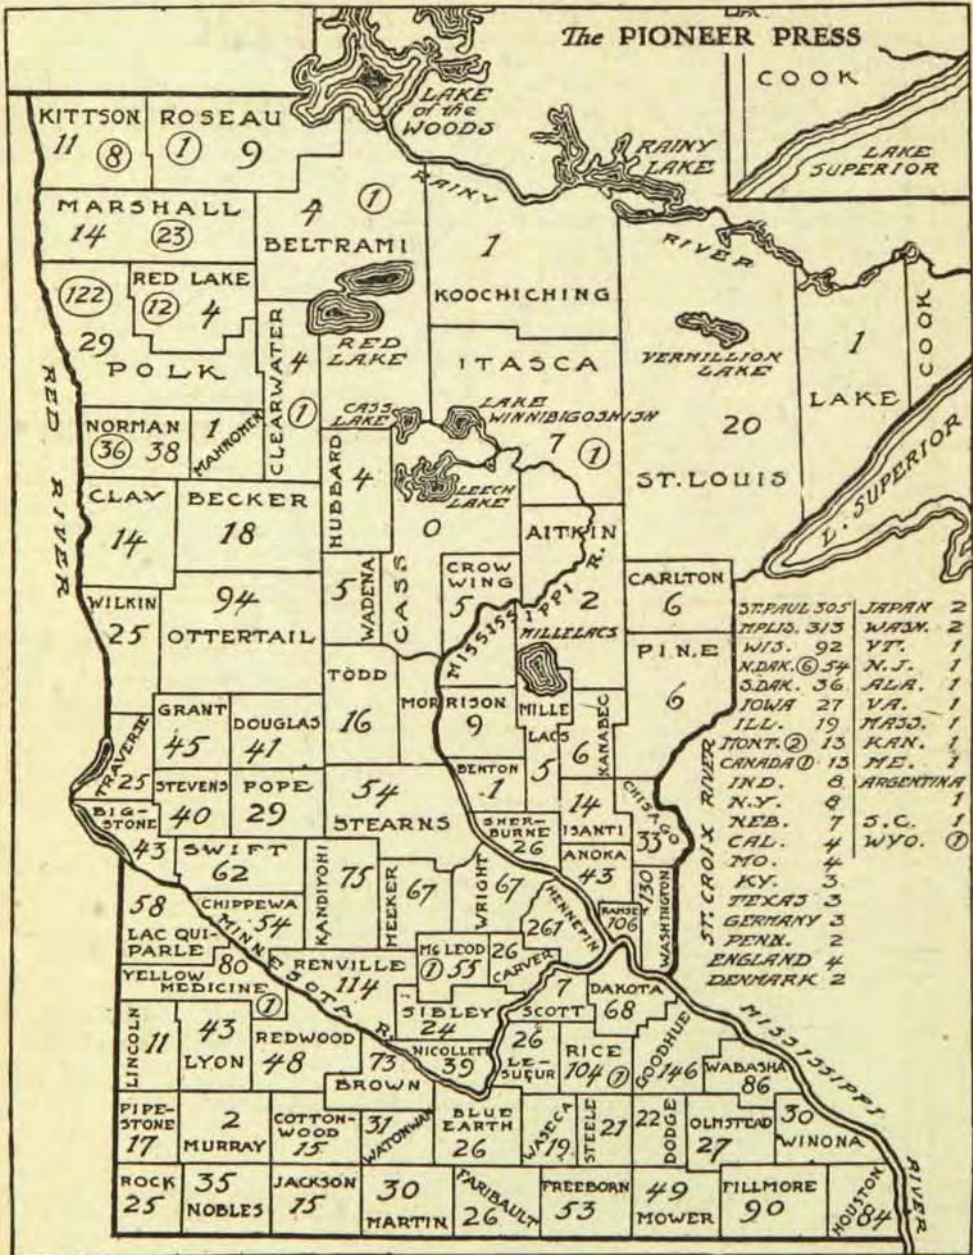 The PIONEER PRESS
COOK
LAKE
SUPERIOR
LAKE
of the
WOODS
RAINY
LAKE
RAINY
RIVER
KITTSON
11 (8)
ROSEAU
(1) 9
MARSHALL
14 (23)
4 (1)
BELTRAMI
1
KOOCHICHING
(122)
29
POLK
RED LAKE
(12) 4
CLEARWATER
4
(1)
RED
LAKE
ITASCA
VERMILLION
LAKE
1
LAKE
COOK
CASS
LAKE
LAKE
WINNIBIGOSHISH
7 (1)
20
ST. LOUIS
L. SUPERIOR
RED RIVER
NORMAN
(36) 38
1
MAHNOMEN
HUBBARD
4
LEECH
LAKE
CLAY
14
BECKER
18
0
CASS
AITKIN
2
WILKIN
25
94
OTTERTAIL
5
WADENA
CROW
WING
5
MISSISSIPPI R.
MILLELACS
CARLTON
6
PINE
6
TODD
16
MORRISON
9
MILLE
LACS
5
6
KANABEC
TRAVERSE
25
GRANT
45
DOUGLAS
41
BIG-
STONE
43
STEVENS
40
POPE
29
54
STEARNS
BENTON
1
SHER-
BURNE
26
14
ISANTI
CHISAGO
33
ST. CROIX RIVER
SWIFT
62
KANDIYOHI
75
MEEKER
67
WRIGHT
67
ANOKA
43
130
WASHINGTON
58
LAC QUI-
PARLE
CHIPPEWA
54
HENNEPIN
261
RAMSE
106
MINNESOTA R.
80
YELLOW
MEDICINE (1)
RENVILLE
114
McLEOD
(1) 55
26
CARVER
7
SCOTT
DAKOTA
68
1
SIBLEY
24
LINCOLN
11
43
LYON
REDWOOD
48
73
BROWN
NICOLLETT
39
26
LE-
SUEUR
RICE
104 (1)
GOODHUE
146
WABASHA
86
MISSISSIPPI
RIVER
PIPE-
STONE
17
2
MURRAY
COTTON-
WOOD
15
31
WATONWAN
BLUE
EARTH
26
WASECA
19
STEELE
21
22
DODGE
OLMSTEAD
27
30
WINONA
ROCK
25
35
NOBLES
JACKSON
15
30
MARTIN
FARIBAULT
26
FREEBORN
53
49
MOWER
FILLMORE
90
HOUSTON
84
ST. PAUL 305 JAPAN 2
MPLIS. 313 WASH. 2
WIS. 92 VT. 1
N.DAK. (6) 54 N.J. 1
S.DAK. 36 ALA. 1
IOWA 27 VA. 1
ILL. 19 MASS. 1
MONT. (2) 13 KAN. 1
CANADA (1) 13 ME. 1
IND. 8 ARGENTINA
N.Y. 8 1
NEB. 7 S.C. 1
CAL. 4 WYO. (1)
MO. 4
KY. 3
TEXAS 3
GERMANY 3
PENN. 2
ENGLAND 4
DENMARK 2